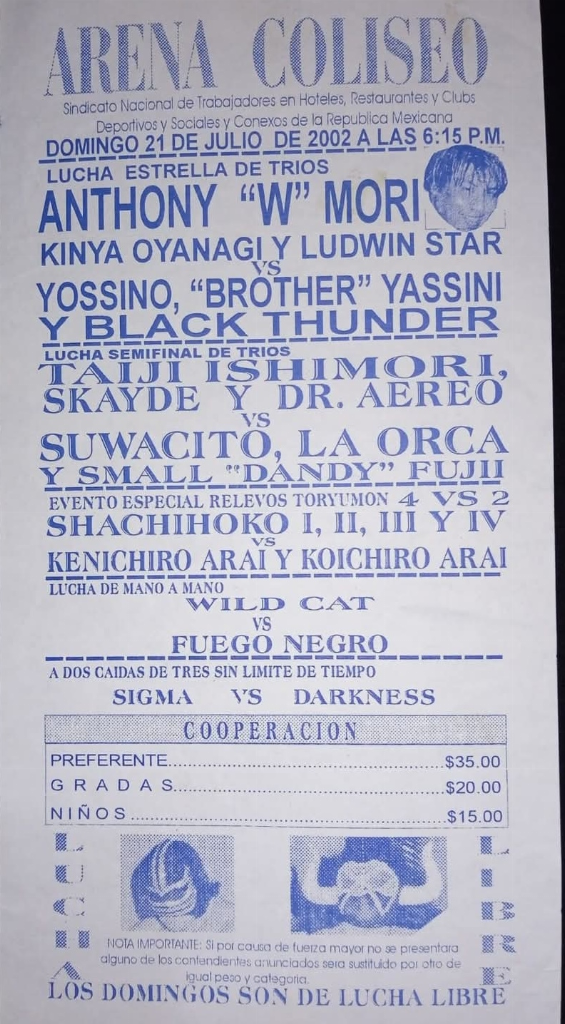 ARENA COLISEO
Sindicato Nacional de Trabajadores en Hoteles, Restaurantes y Clubs
Deportivos y Sociales y Conexos de la Republica Mexicana
DOMINGO 21 DE JULIO DE 2002 A LAS 6:15 P.M.
LUCHA ESTRELLA DE TRIOS
ANTHONY "W" MORI
KINYA OYANAGI Y LUDWIN STAR
VS
YOSSINO, "BROTHER" YASSINI
Y BLACK THUNDER
LUCHA SEMIFINAL DE TRIOS
TAIJI ISHIMORI,
SKAYDE Y DR. AEREO
VS
SUWACITO, LA ORCA
Y SMALL "DANDY" FUJII
EVENTO ESPECIAL RELEVOS TORYUMON 4 VS 2
SHACHIHOKO I, II, III Y IV
VS
KENICHIRO ARAI Y KOICHIRO ARAI
LUCHA DE MANO A MANO
WILD CAT
VS
FUEGO NEGRO
A DOS CAIDAS DE TRES SIN LIMITE DE TIEMPO
SIGMA VS DARKNESS
COOPERACION
PREFERENTE.....$35.00
GRADAS.....$20.00
NIÑOS.....$15.00
LUCHA
LIBRE
NOTA IMPORTANTE: Si por causa de fuerza mayor no se presentara
alguno de los contendientes anunciados sera sustituido por otro de
igual peso y categoria.
LOS DOMINGOS SON DE LUCHA LIBRE